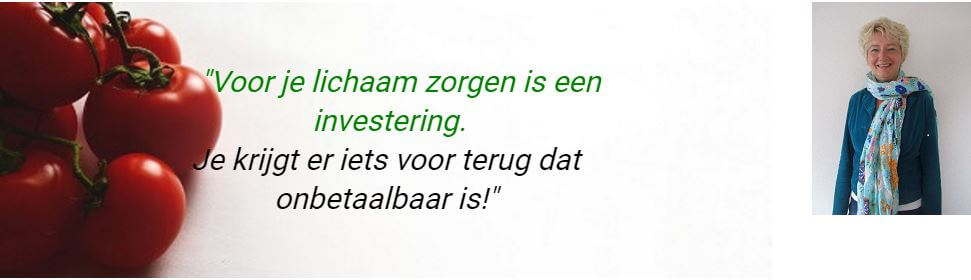 "Voor je lichaam zorgen is een
investering.
Je krijgt er iets voor terug dat
onbetaalbaar is!"